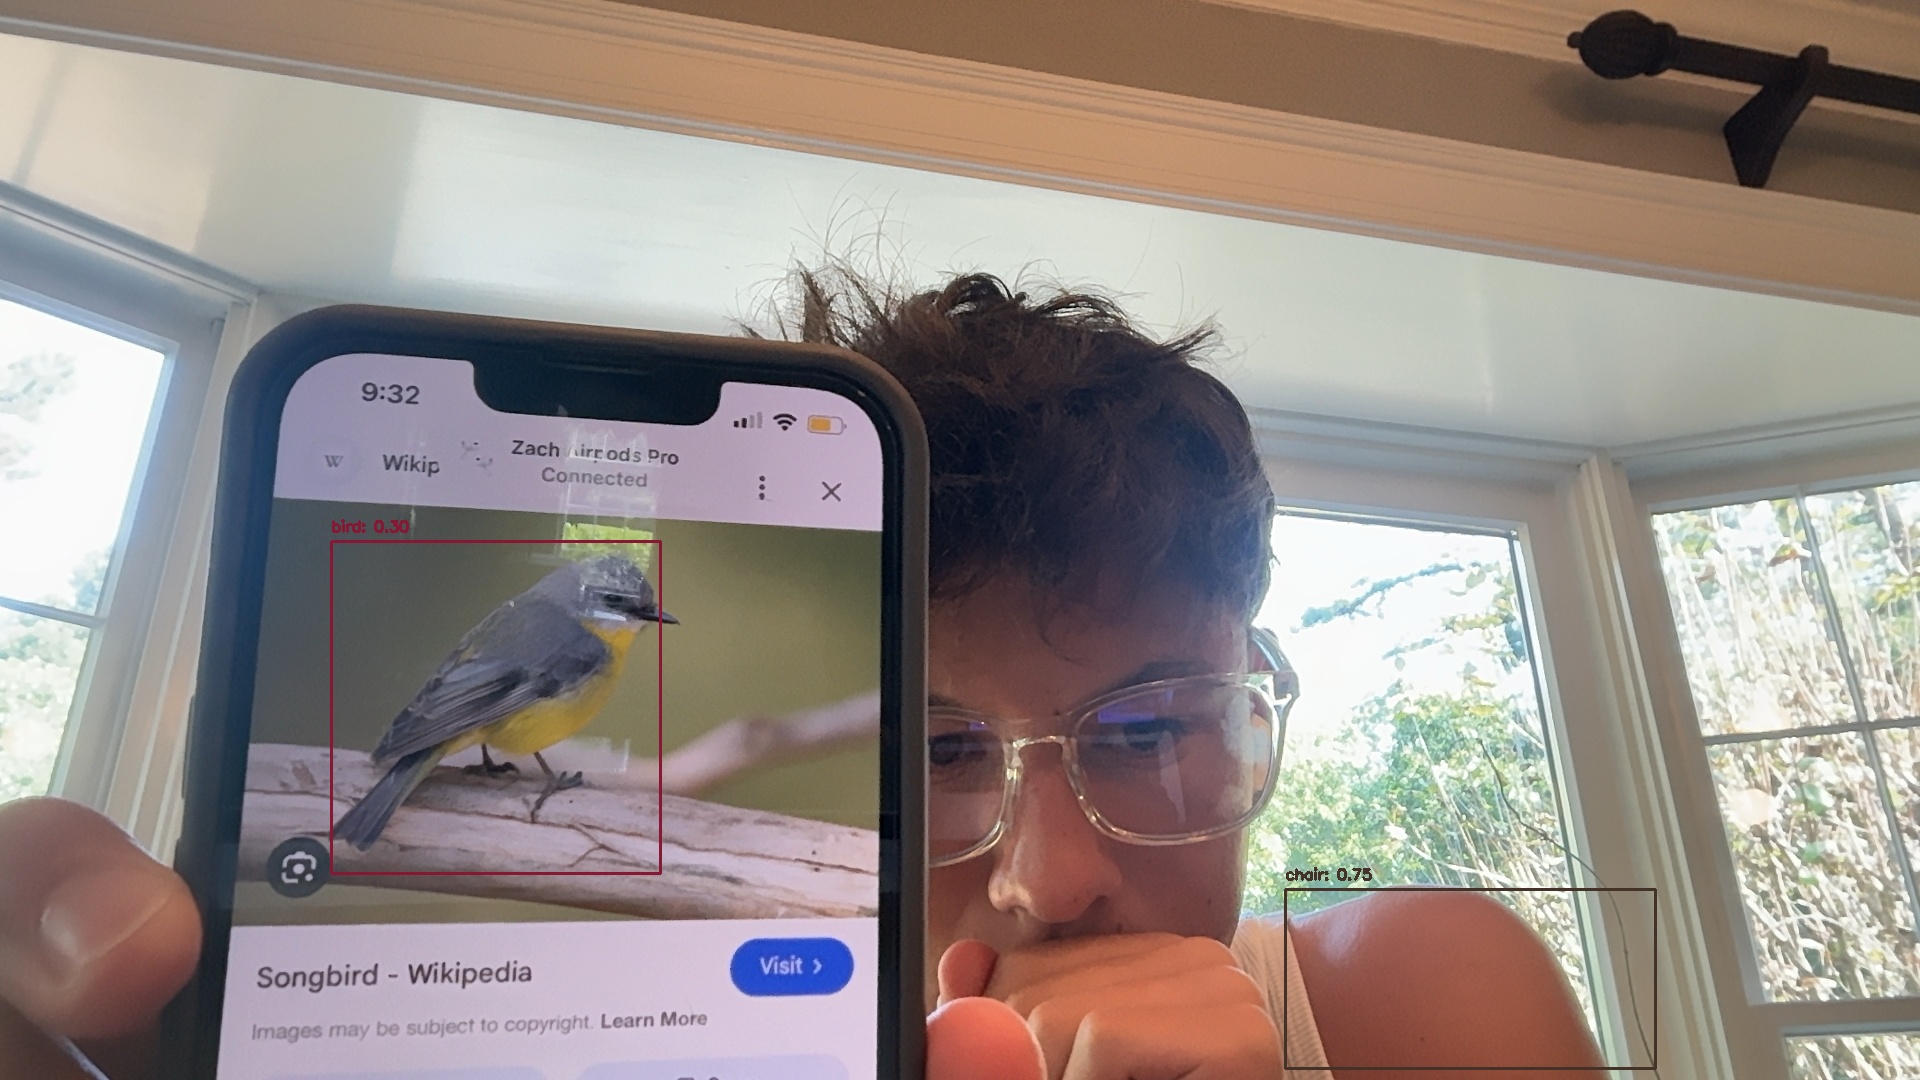 9:32
W Wikip
Zach Airpods Pro
Connected
bird: 0.30
chair: 0.75
Songbird - Wikipedia
Visit >
Images may be subject to copyright. Learn More